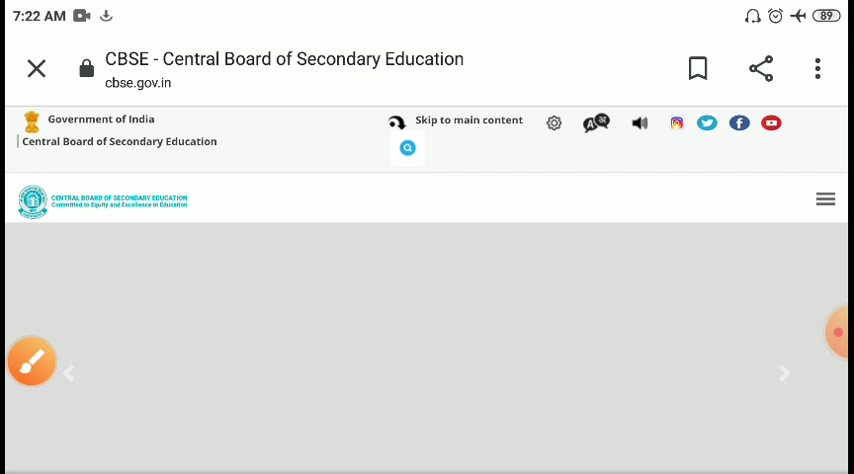 7:22 AM
89
CBSE - Central Board of Secondary Education
cbse.gov.in
Government of India
Skip to main content
A अ
Central Board of Secondary Education
CENTRAL BOARD OF SECONDARY EDUCATION
Committed to Equity and Excellence in Education